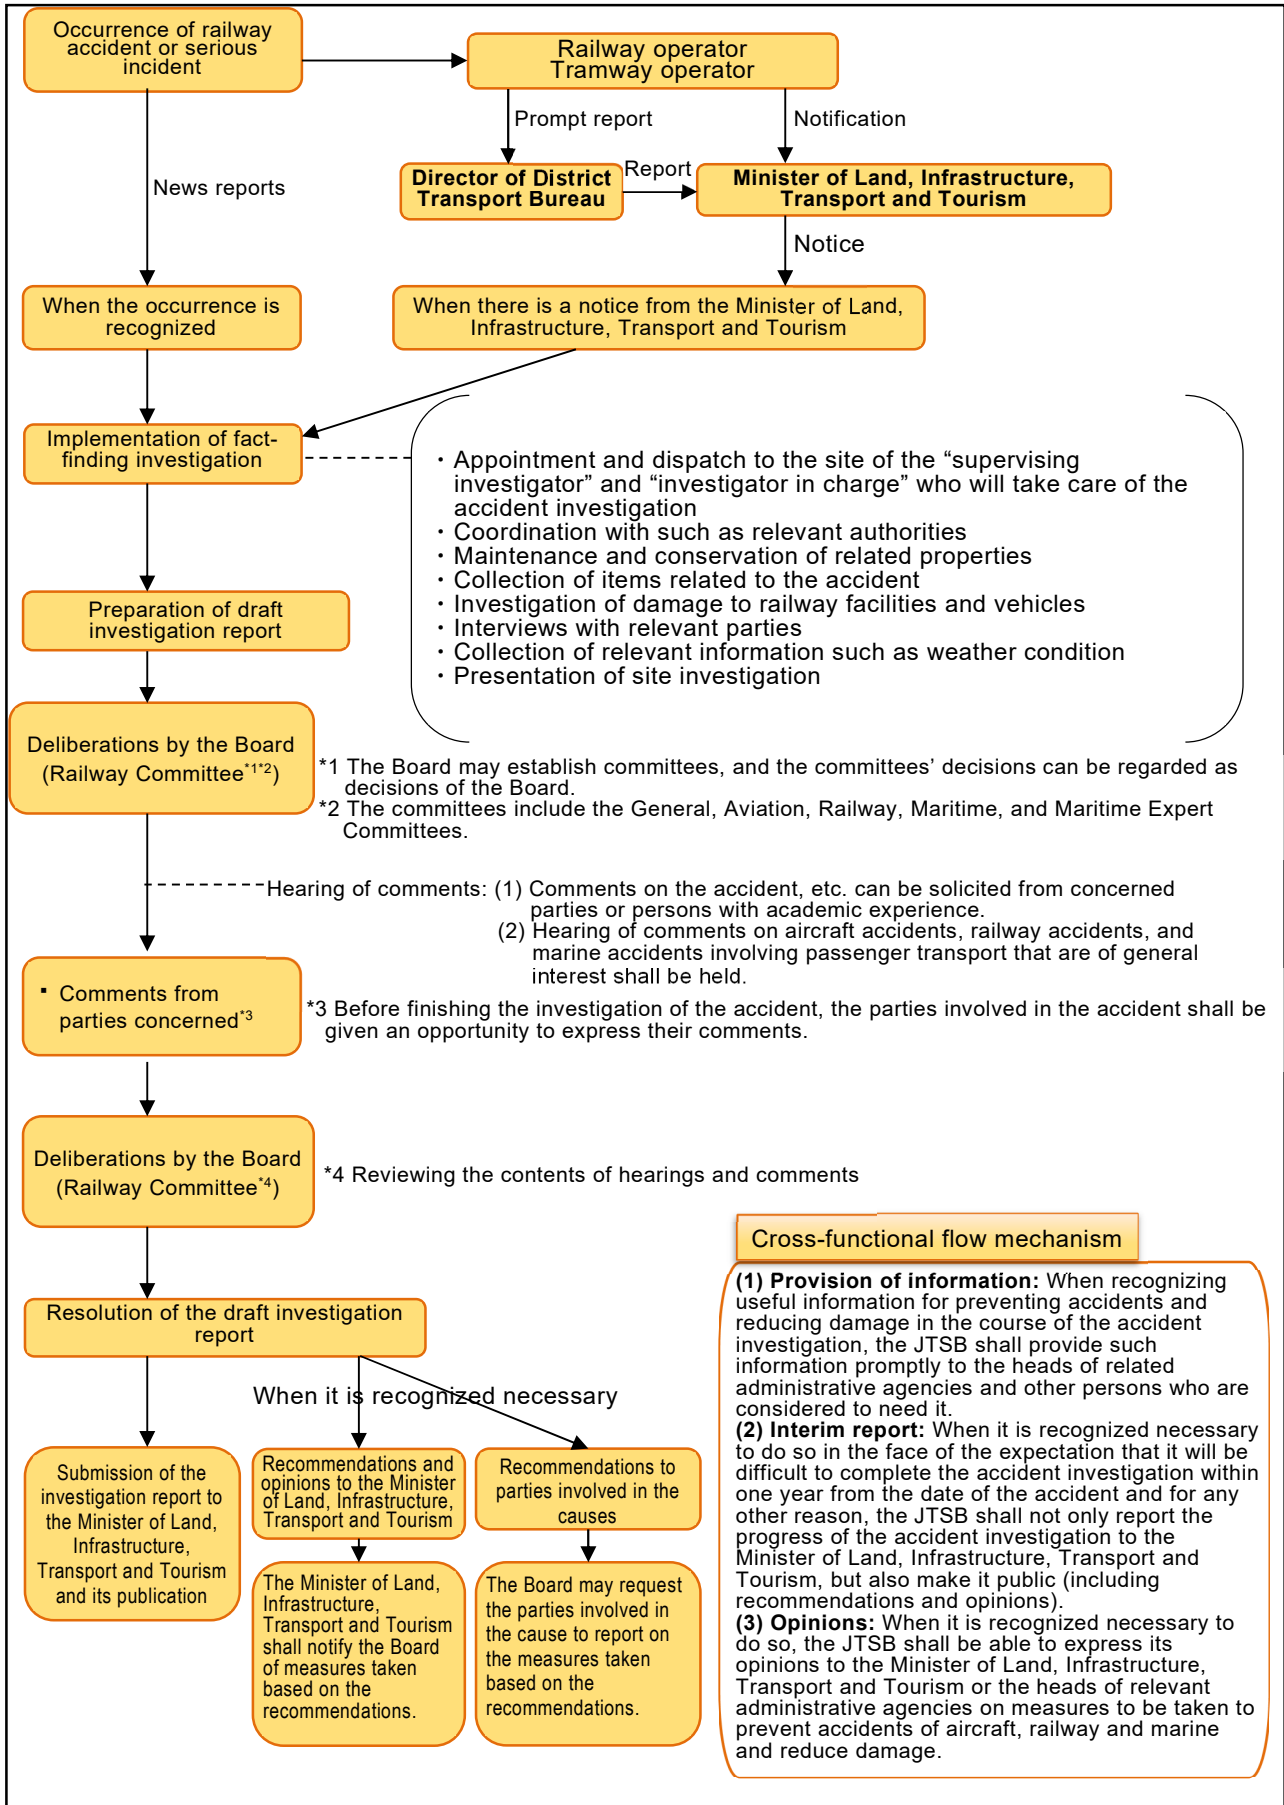 Occurrence of railway
accident or serious
incident
Railway operator
Tramway operator
Prompt report
Notification
News reports
Director of District
Transport Bureau
Report
Minister of Land, Infrastructure,
Transport and Tourism
Notice
When the occurrence is
recognized
When there is a notice from the Minister of Land,
Infrastructure, Transport and Tourism
Implementation of fact-
finding investigation
・Appointment and dispatch to the site of the “supervising
investigator” and “investigator in charge” who will take care of the
accident investigation
・Coordination with such as relevant authorities
・Maintenance and conservation of related properties
・Collection of items related to the accident
・Investigation of damage to railway facilities and vehicles
・Interviews with relevant parties
・Collection of relevant information such as weather condition
・Presentation of site investigation
Preparation of draft
investigation report
Deliberations by the Board
(Railway Committee*1*2)
*1 The Board may establish committees, and the committees’ decisions can be regarded as
decisions of the Board.
*2 The committees include the General, Aviation, Railway, Maritime, and Maritime Expert
Committees.
Hearing of comments: (1) Comments on the accident, etc. can be solicited from concerned
parties or persons with academic experience.
(2) Hearing of comments on aircraft accidents, railway accidents, and
marine accidents involving passenger transport that are of general
interest shall be held.
▪ Comments from
parties concerned*3
*3 Before finishing the investigation of the accident, the parties involved in the accident shall be
given an opportunity to express their comments.
Deliberations by the Board
(Railway Committee*4)
*4 Reviewing the contents of hearings and comments
Resolution of the draft investigation
report
When it is recognized necessary
Submission of the
investigation report to
the Minister of Land,
Infrastructure,
Transport and Tourism
and its publication
Recommendations and
opinions to the Minister
of Land, Infrastructure,
Transport and Tourism
Recommendations to
parties involved in the
causes
The Minister of Land,
Infrastructure,
Transport and Tourism
shall notify the Board
of measures taken
based on the
recommendations.
The Board may request
the parties involved in
the cause to report on
the measures taken
based on the
recommendations.
Cross-functional flow mechanism
(1) Provision of information: When recognizing
useful information for preventing accidents and
reducing damage in the course of the accident
investigation, the JTSB shall provide such
information promptly to the heads of related
administrative agencies and other persons who are
considered to need it.
(2) Interim report: When it is recognized necessary
to do so in the face of the expectation that it will be
difficult to complete the accident investigation within
one year from the date of the accident and for any
other reason, the JTSB shall not only report the
progress of the accident investigation to the
Minister of Land, Infrastructure, Transport and
Tourism, but also make it public (including
recommendations and opinions).
(3) Opinions: When it is recognized necessary to
do so, the JTSB shall be able to express its
opinions to the Minister of Land, Infrastructure,
Transport and Tourism or the heads of relevant
administrative agencies on measures to be taken to
prevent accidents of aircraft, railway and marine
and reduce damage.